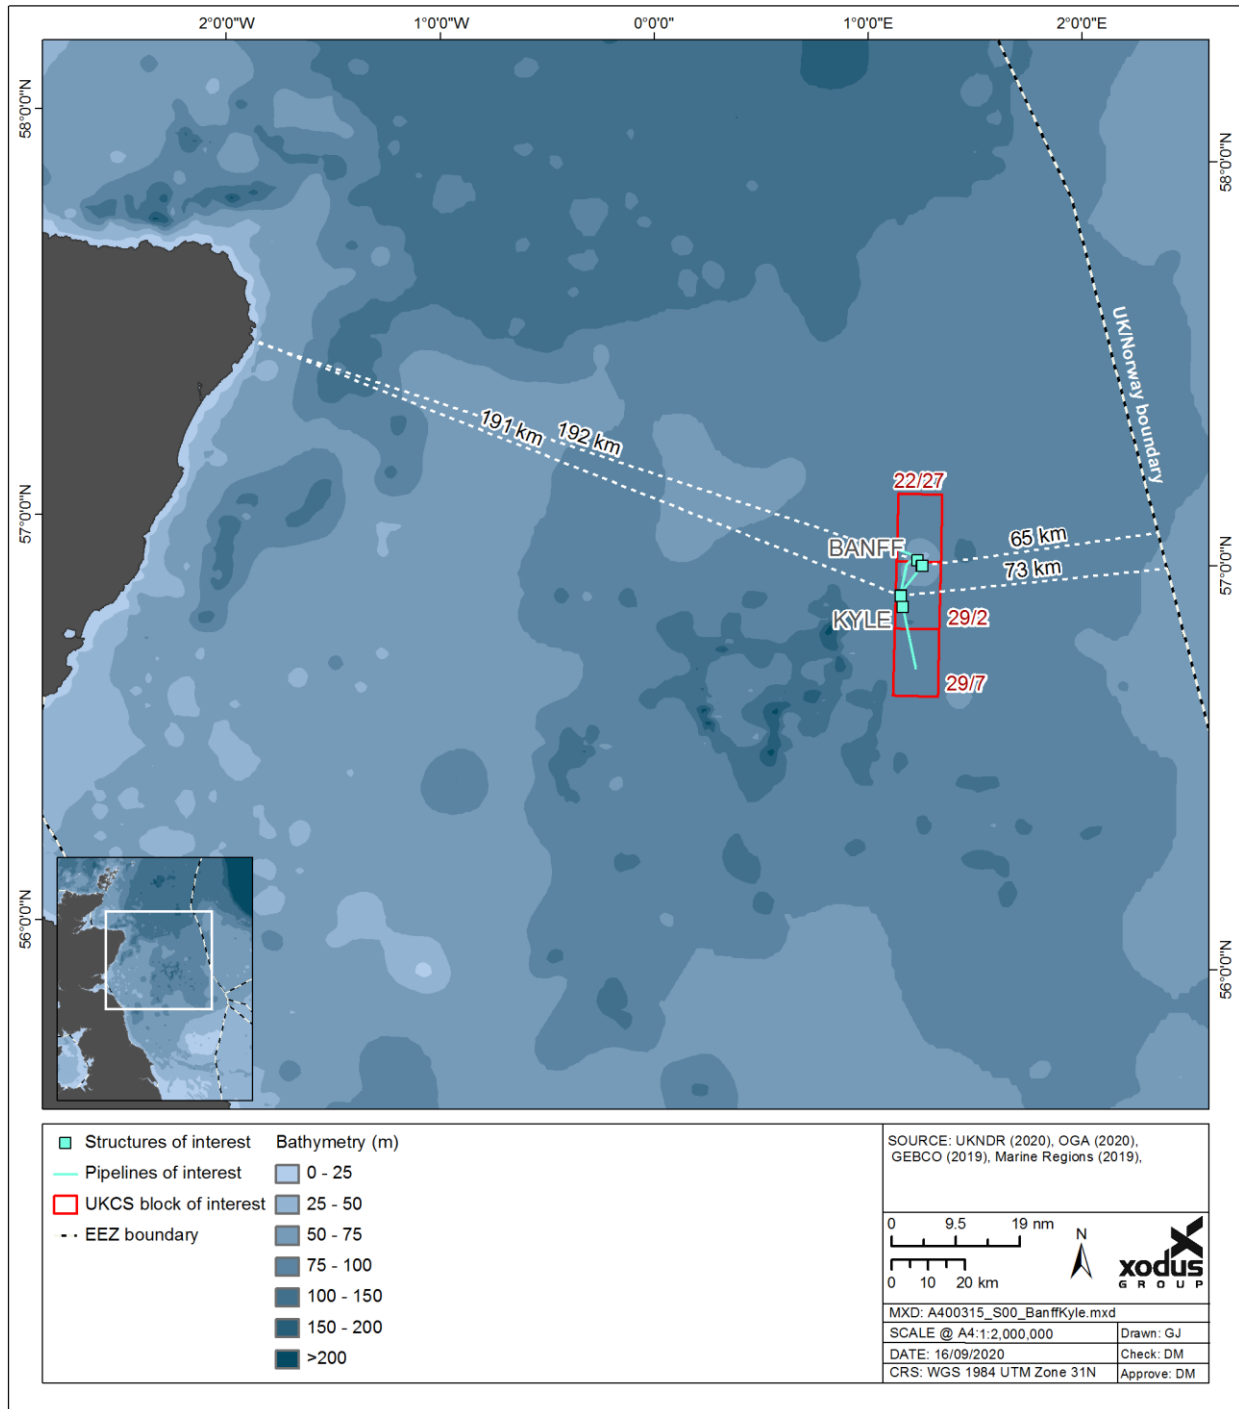 2°0'0"W
1°0'0"W
0°0'0"
1°0'0"E
2°0'0"E
58°0'0"N
58°0'0"N
UK/Norway boundary
191 km
192 km
22/27
57°0'0"N
BANFF
65 km
57°0'0"N
73 km
KYLE
29/2
29/7
56°0'0"N
56°0'0"N
Structures of interest
Pipelines of interest
UKCS block of interest
EEZ boundary
Bathymetry (m)
0 - 25
25 - 50
50 - 75
75 - 100
100 - 150
150 - 200
>200
SOURCE: UKNDR (2020), OGA (2020),
GEBCO (2019), Marine Regions (2019),
0 9.5 19 nm
0 10 20 km
N
xodus
GROUP
MXD: A400315_S00_BanffKyle.mxd
SCALE @ A4:1:2,000,000
Drawn: GJ
DATE: 16/09/2020
Check: DM
CRS: WGS 1984 UTM Zone 31N
Approve: DM